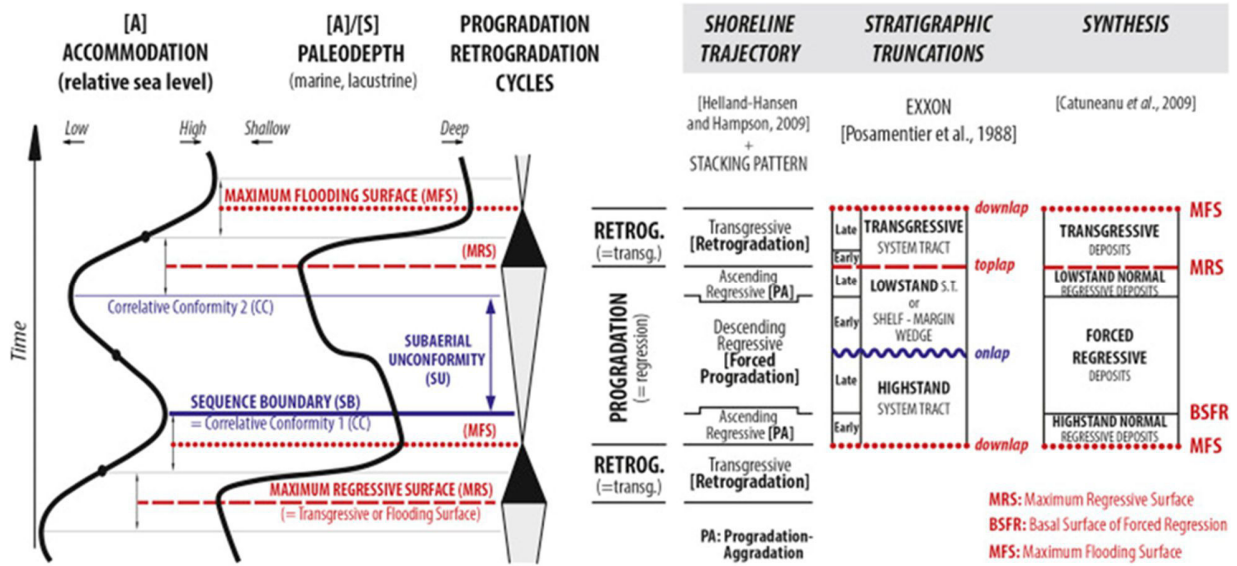 [A]
ACCOMMODATION
(relative sea level)
[A]/[S]
PALEODEPTH
(marine, lacustrine)
PROGRADATION
RETROGRADATION
CYCLES
SHORELINE
TRAJECTORY
STRATIGRAPHIC
TRUNCATIONS
SYNTHESIS
[Helland-Hansen
and Hampson, 2009]
+
STACKING PATTERN
EXXON
[Posamentier et al., 1988]
[Catuneanu et al., 2009]
Low
High
Shallow
Deep
Time
MAXIMUM FLOODING SURFACE (MFS)
(MRS)
Correlative Conformity 2 (CC)
SUBAERIAL
UNCONFORMITY
(SU)
SEQUENCE BOUNDARY (SB)
= Correlative Conformity 1 (CC)
(MFS)
MAXIMUM REGRESSIVE SURFACE (MRS)
(= Transgressive or Flooding Surface)
RETROG.
(=transg.)
PROGRADATION
(= regression)
RETROG.
(=transg.)
Transgressive
[Retrogradation]
Ascending
Regressive [PA]
Descending
Regressive
[Forced
Progradation]
Ascending
Regressive [PA]
Transgressive
[Retrogradation]
PA: Progradation-
Aggradation
Late
Early
Late
Early
Late
Early
TRANSGRESSIVE
SYSTEM TRACT
LOWSTAND S.T.
or
SHELF - MARGIN
WEDGE
HIGHSTAND
SYSTEM TRACT
downlap
toplap
onlap
downlap
TRANSGRESSIVE
DEPOSITS
LOWSTAND NORMAL
REGRESSIVE DEPOSITS
FORCED
REGRESSIVE
DEPOSITS
HIGHSTAND NORMAL
REGRESSIVE DEPOSITS
MFS
MRS
BSFR
MFS
MRS: Maximum Regressive Surface
BSFR: Basal Surface of Forced Regression
MFS: Maximum Flooding Surface